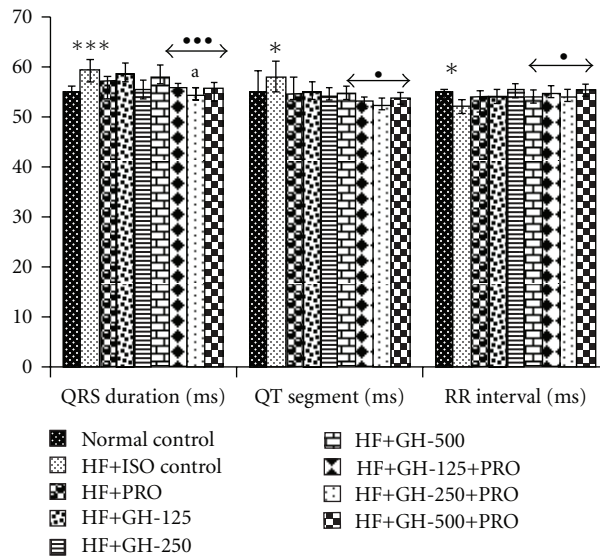 70
60
50
40
30
20
10
0
***
•••
a
*
•
*
•
QRS duration (ms)
QT segment (ms)
RR interval (ms)
Normal control
HF+ISO control
HF+PRO
HF+GH-125
HF+GH-250
HF+GH-500
HF+GH-125+PRO
HF+GH-250+PRO
HF+GH-500+PRO